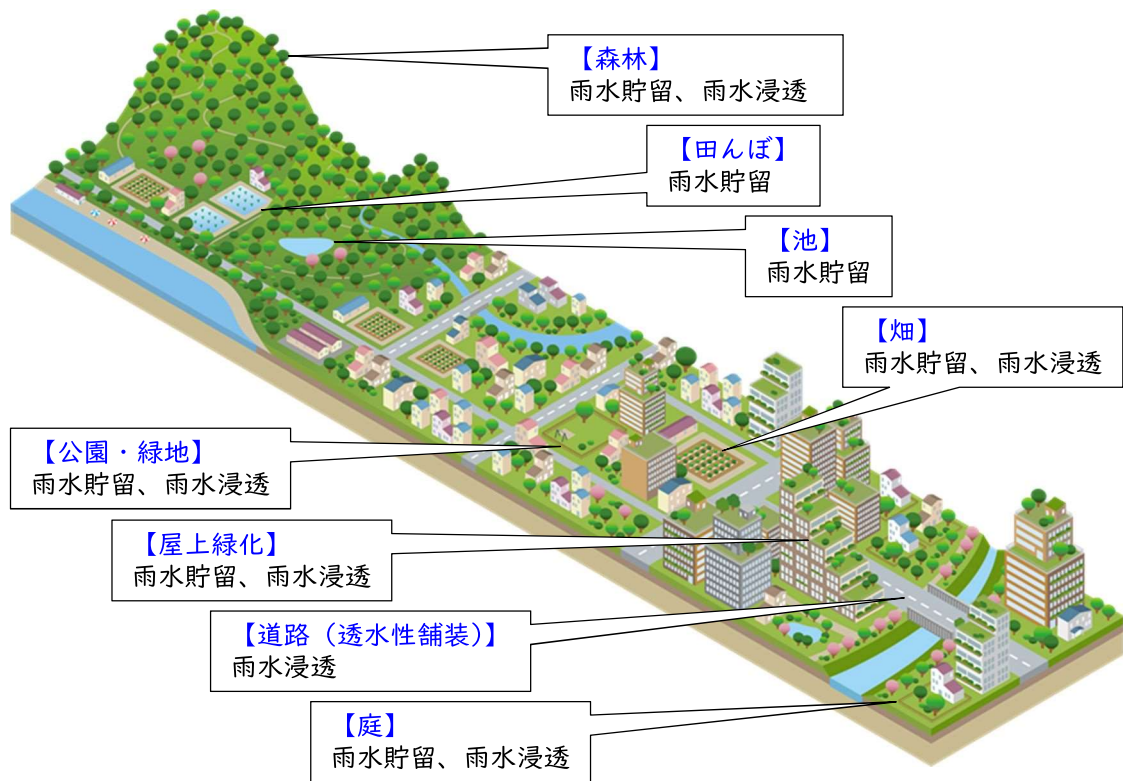 【森林】
雨水貯留、雨水浸透
【田んぼ】
雨水貯留
【池】
雨水貯留
【畑】
雨水貯留、雨水浸透
【公園・緑地】
雨水貯留、雨水浸透
【屋上緑化】
雨水貯留、雨水浸透
【道路（透水性舗装）】
雨水浸透
【庭】
雨水貯留、雨水浸透